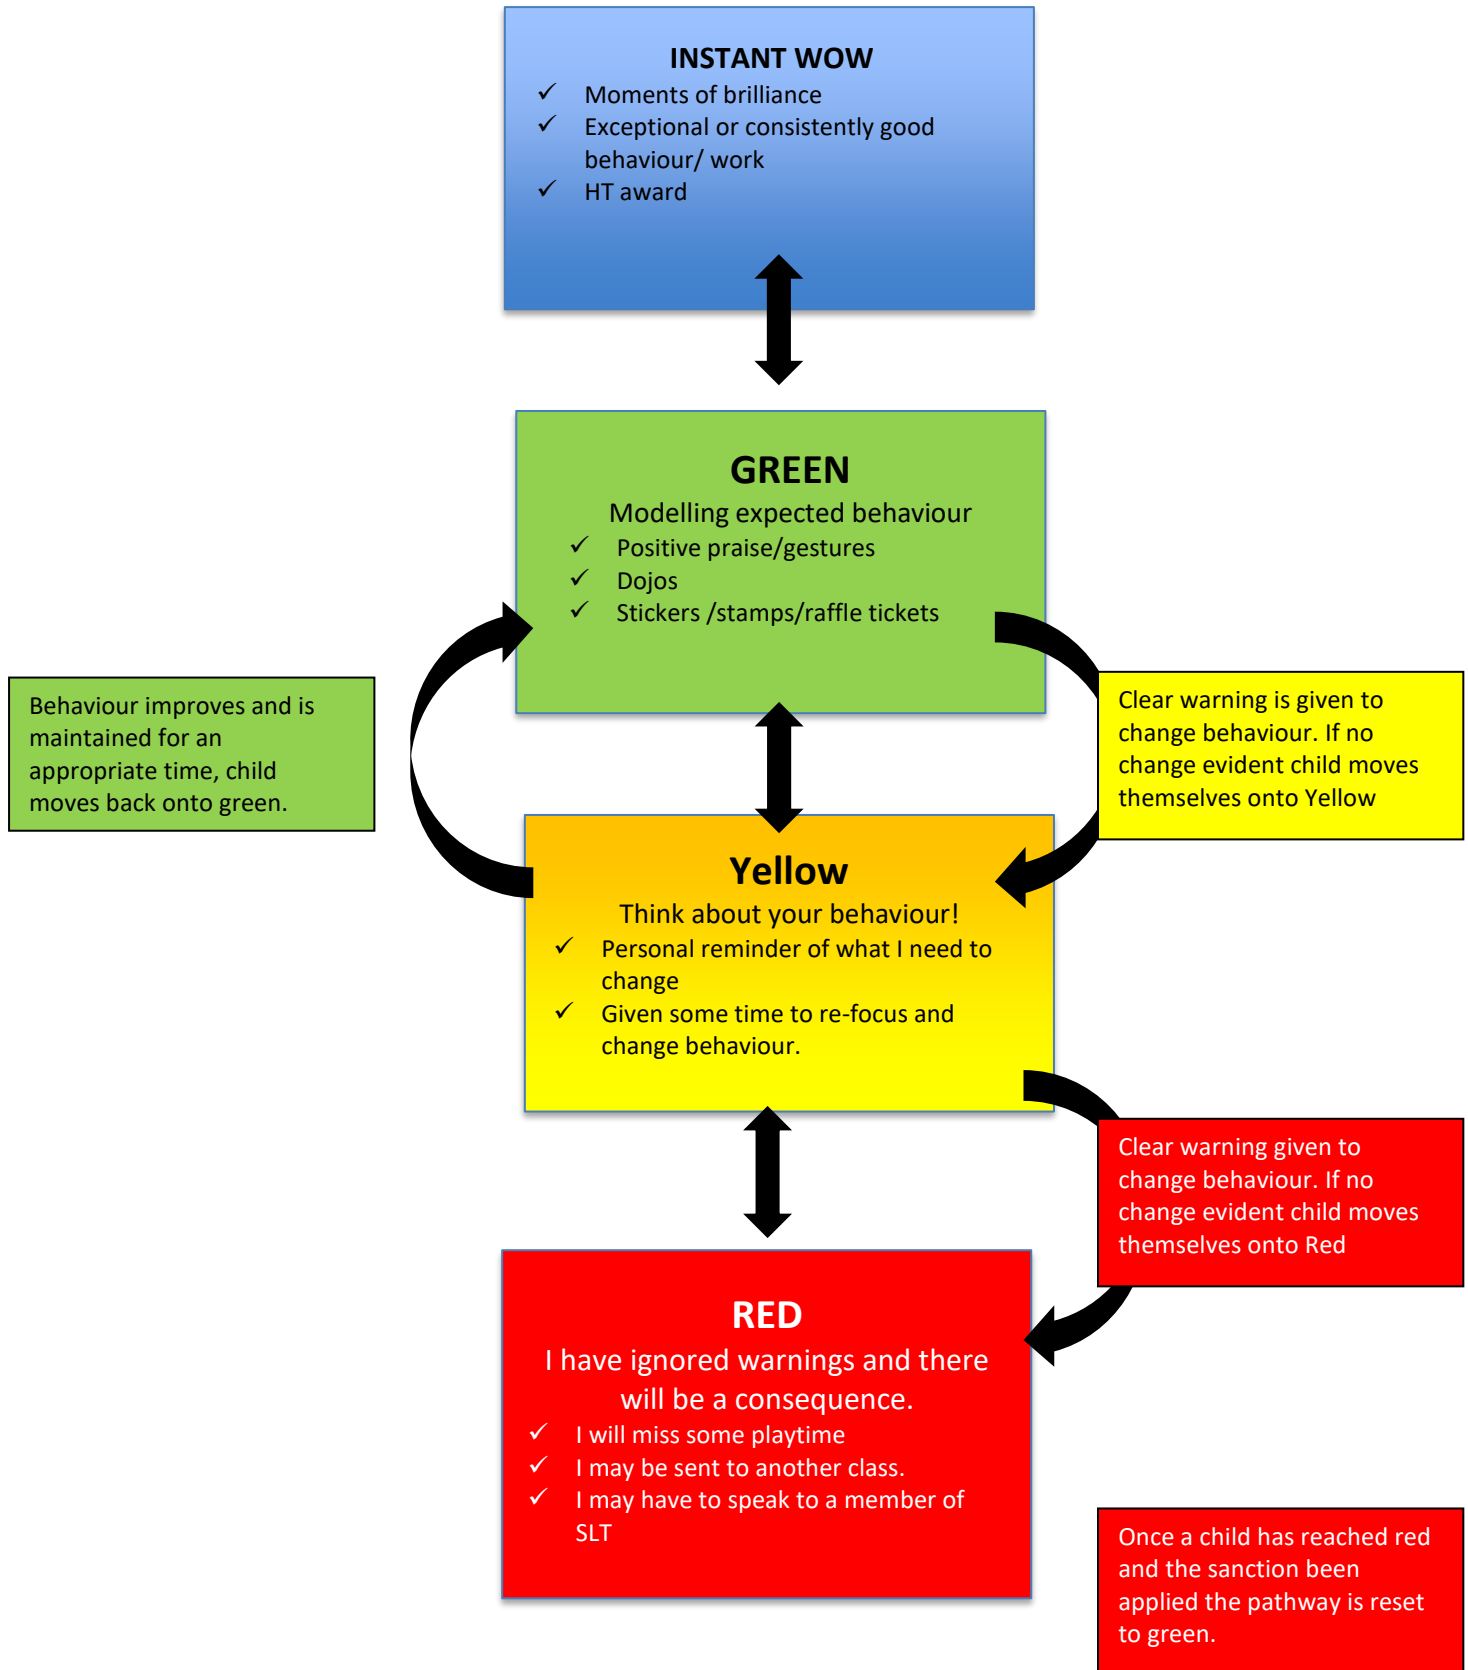 INSTANT WOW
✓ Moments of brilliance
✓ Exceptional or consistently good
behaviour/ work
✓ HT award
GREEN
Modelling expected behaviour
✓ Positive praise/gestures
✓ Dojos
✓ Stickers /stamps/raffle tickets
Behaviour improves and is
maintained for an
appropriate time, child
moves back onto green.
Clear warning is given to
change behaviour. If no
change evident child moves
themselves onto Yellow
Yellow
Think about your behaviour!
✓ Personal reminder of what I need to
change
✓ Given some time to re-focus and
change behaviour.
Clear warning given to
change behaviour. If no
change evident child moves
themselves onto Red
RED
I have ignored warnings and there
will be a consequence.
✓ I will miss some playtime
✓ I may be sent to another class.
✓ I may have to speak to a member of
SLT
Once a child has reached red
and the sanction been
applied the pathway is reset
to green.